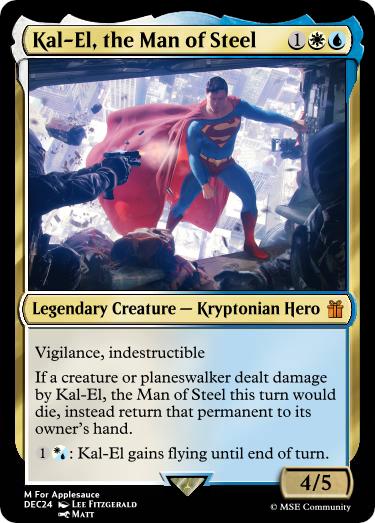 Kal-El, the Man of Steel 1
Legendary Creature — Kryptonian Hero
Vigilance, indestructible
If a creature or planeswalker dealt damage
by Kal-El, the Man of Steel this turn would
die, instead return that permanent to its
owner's hand.
1 : Kal-El gains flying until end of turn.
4/5
M For Applesauce
DEC24 Lee Fitzgerald
Matt
© MSE Community